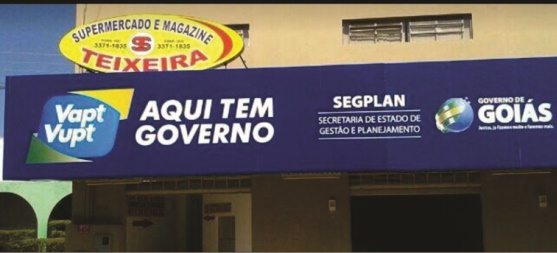 SUPERMERCADO E MAGAZINE
3371-1835 SS 3371-1835
TEIXEIRA
Vapt
Vupt
AQUI TEM
GOVERNO
SEGPLAN
SECRETARIA DE ESTADO DE
GESTÃO E PLANEJAMENTO
GOVERNO DE
GOIÁS